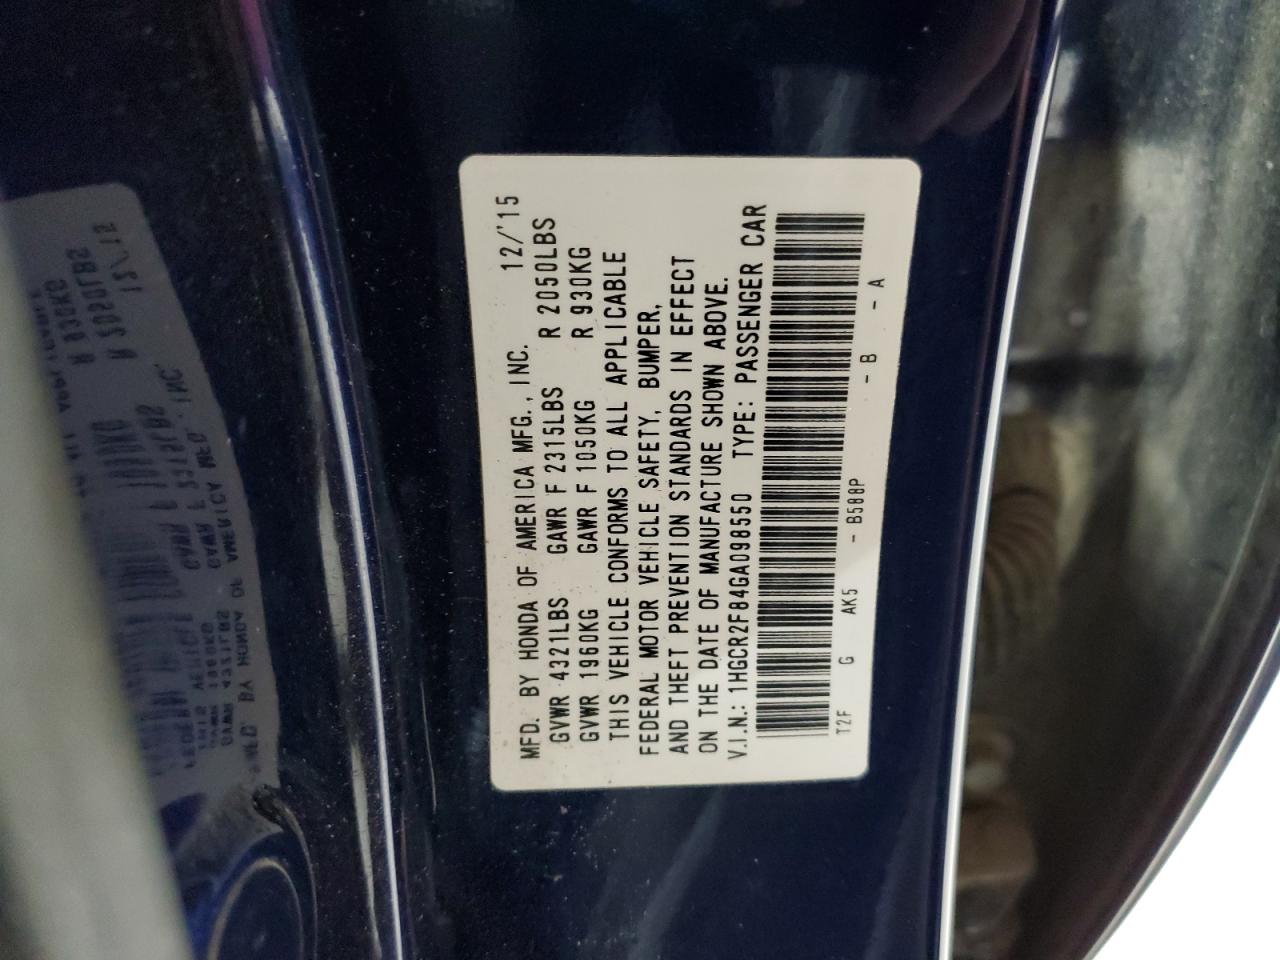 MFD. BY HONDA OF AMERICA MFG.,INC. 12/'15
GVWR 4321LBS GAWR F 2315LBS R 2050LBS
GVWR 1960KG GAWR F 1050KG R 930KG
THIS VEHICLE CONFORMS TO ALL APPLICABLE
FEDERAL MOTOR VEHICLE SAFETY, BUMPER,
AND THEFT PREVENTION STANDARDS IN EFFECT
ON THE DATE OF MANUFACTURE SHOWN ABOVE.
V.I.N.: 1HGCR2F84GA098550 TYPE: PASSENGER CAR
T2F G AK5 - B588P - B - A